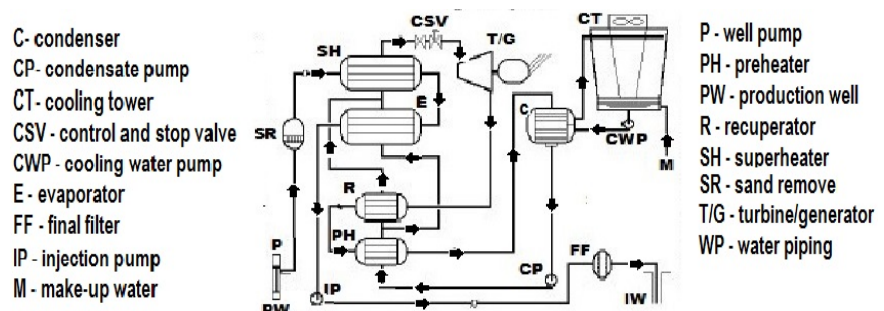 C- condenser
CP- condensate pump
CT- cooling tower
CSV - control and stop valve
CWP - cooling water pump
E - evaporator
FF - final filter
IP - injection pump
M - make-up water
CSV
CT
SH
T/G
E
C
SR
CWP
M
R
PH
P
CP
FF
IP
IW
PW
P - well pump
PH - preheater
PW - production well
R - recuperator
SH - superheater
SR - sand remove
T/G - turbine/generator
WP - water piping